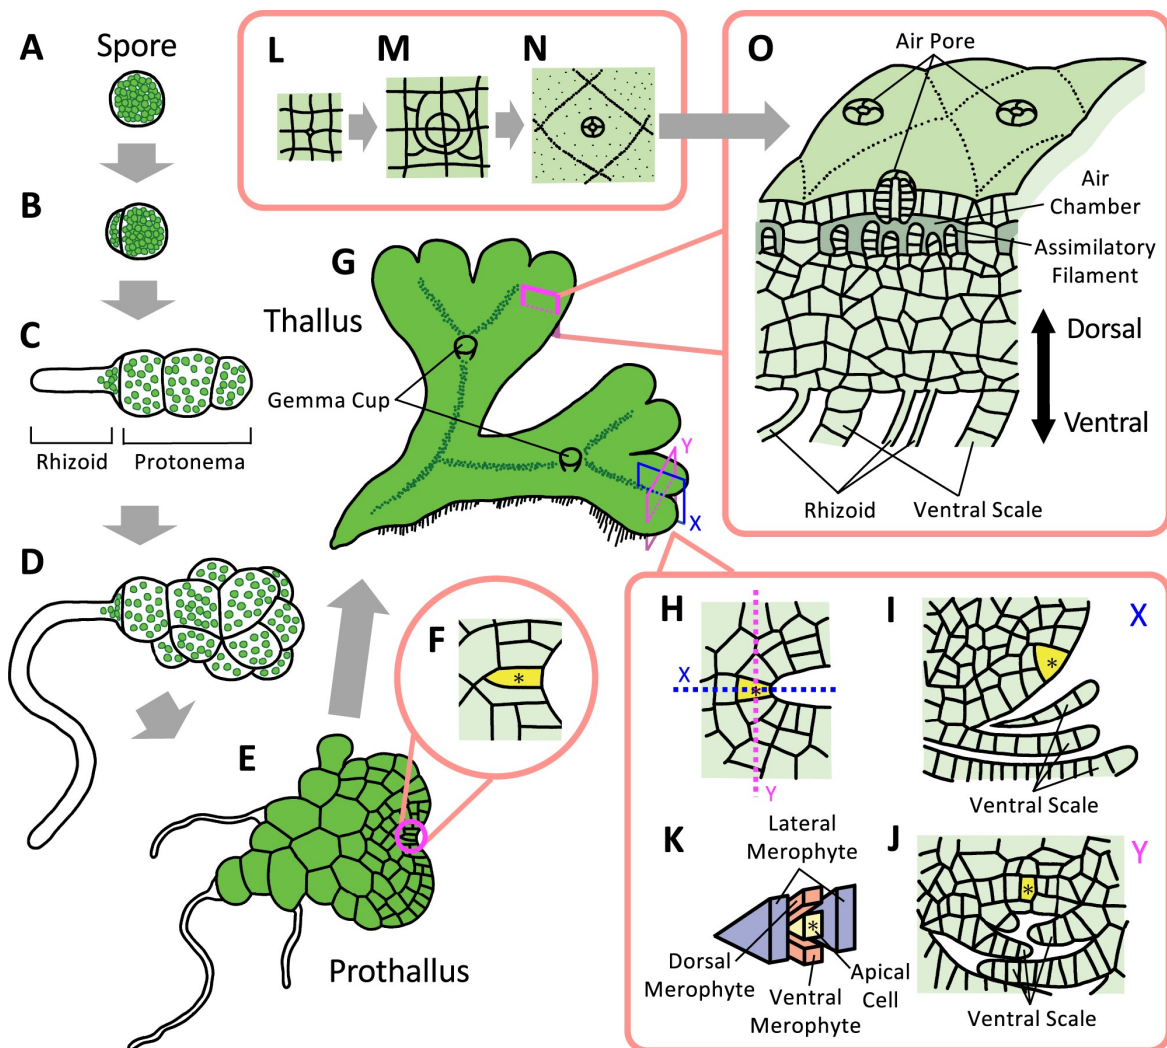 A
Spore
B
C
Rhizoid
Protonema
D
E
Prothallus
F
*
G
Thallus
Gemma Cup
Y
X
L
M
N
O
Air Pore
Air
Chamber
Assimilatory
Filament
Dorsal
Ventral
Rhizoid
Ventral Scale
H
X
*
Y
I
X
*
Ventral Scale
K
Lateral
Merophyte
*
Dorsal
Merophyte
Ventral
Merophyte
Apical
Cell
J
Y
*
Ventral Scale